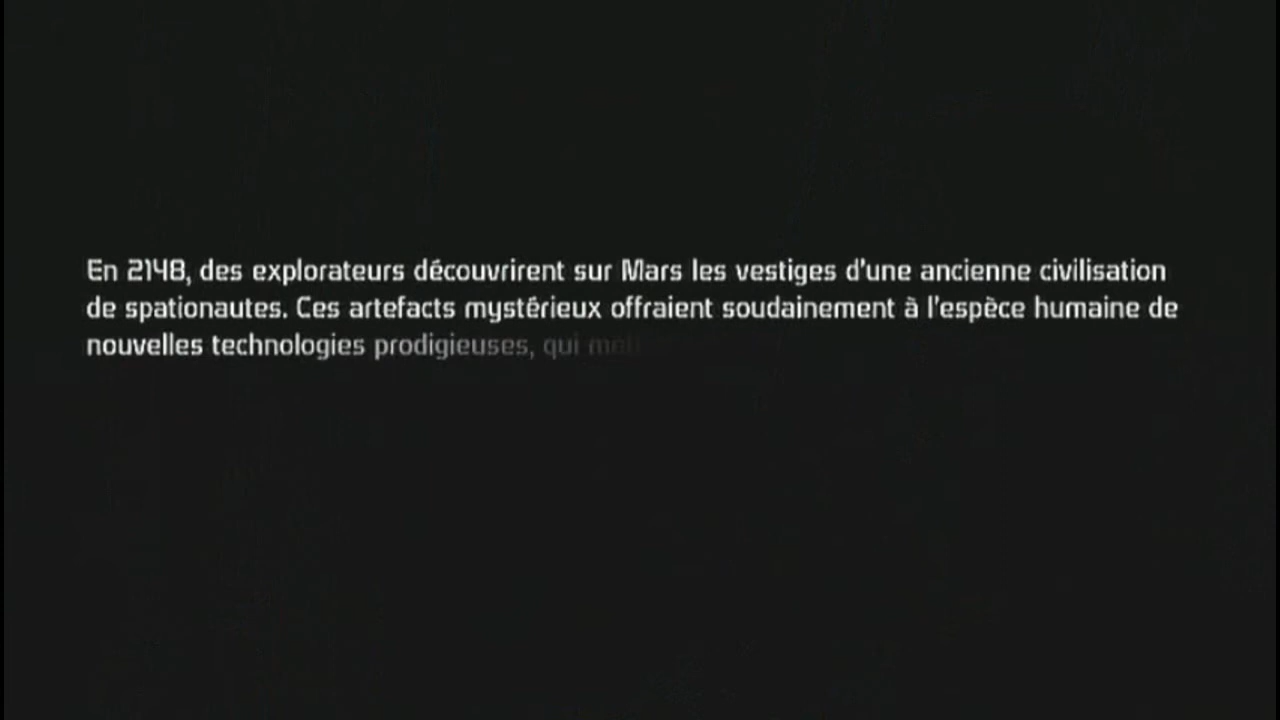 En 2148, des explorateurs découvrirent sur Mars les vestiges d'une ancienne civilisation
de spationautes. Ces artefacts mystérieux offraient soudainement à l'espèce humaine de
nouvelles technologies prodigieuses, qui